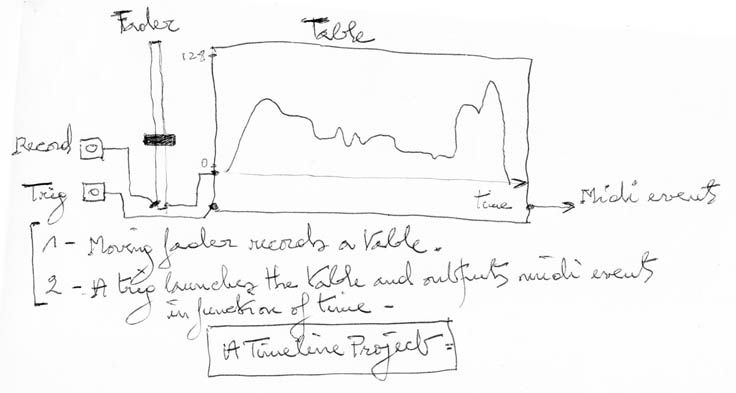 Fader
Table
128
Record
0
Trig
time
Midi events
1 - Moving fader records a table.
2 - A trig launches the table and outputs midi events
in function of time -
A Timeline Project =